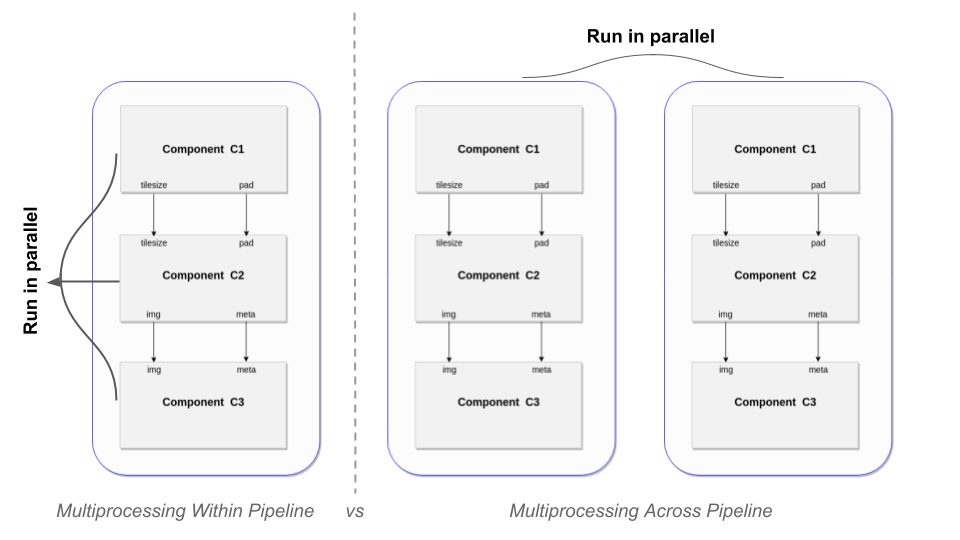 Run in parallel
Run in parallel
Component C1
tilesize pad
tilesize pad
Component C2
img meta
img meta
Component C3
Component C1
tilesize pad
tilesize pad
Component C2
img meta
img meta
Component C3
Component C1
tilesize pad
tilesize pad
Component C2
img meta
img meta
Component C3
Multiprocessing Within Pipeline vs Multiprocessing Across Pipeline